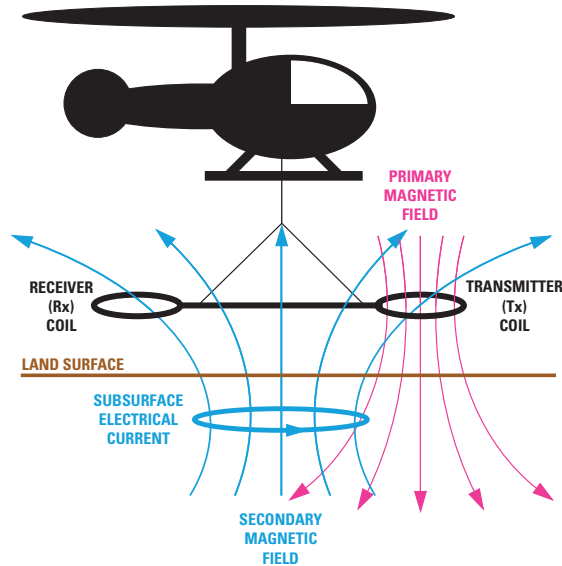 PRIMARY
MAGNETIC
FIELD
RECEIVER
(Rx)
COIL
TRANSMITTER
(Tx)
COIL
LAND SURFACE
SUBSURFACE
ELECTRICAL
CURRENT
SECONDARY
MAGNETIC
FIELD